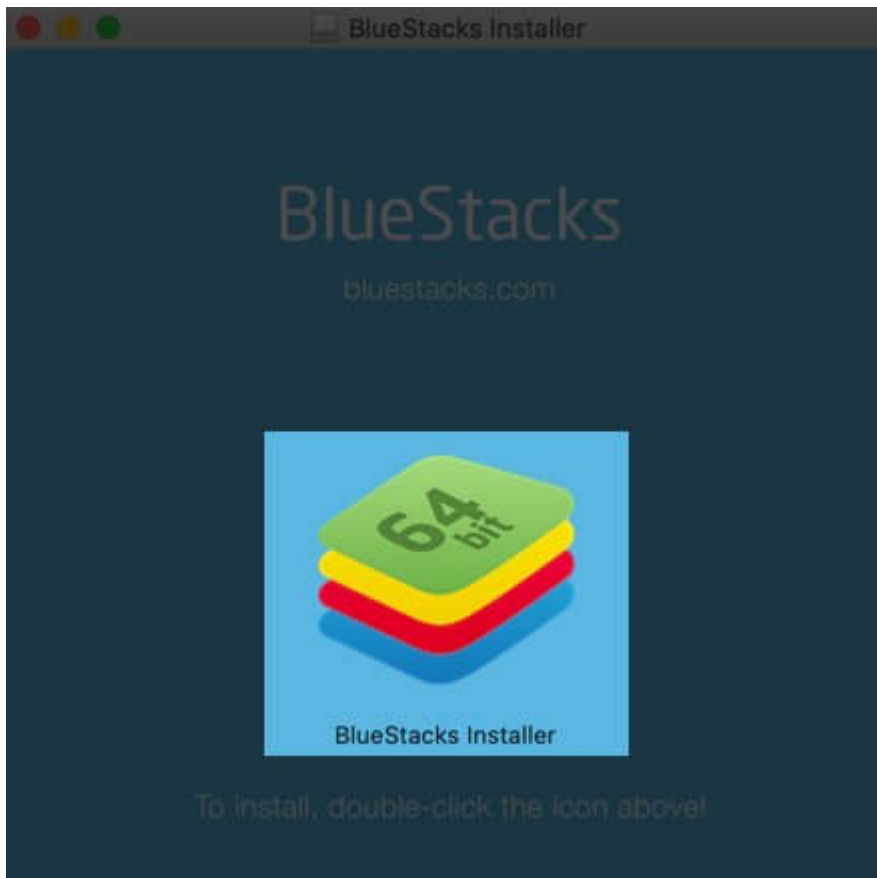 BlueStacks Installer
BlueStacks
bluestacks.com
64
bit
BlueStacks Installer
To install, double-click the icon above!